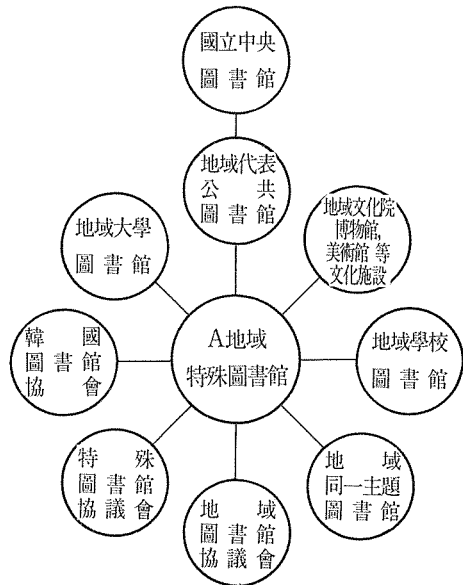 國立中央
圖書館
地域代表
公共
圖書館
地域大學
圖書館
地域文化院
博物館,
美術館 等
文化施設
韓國
圖書館
協會
A地域
特殊圖書館
地域學校
圖書館
特殊
圖書館
協議會
地域
圖書館
協議會
地域
同一主題
圖書館